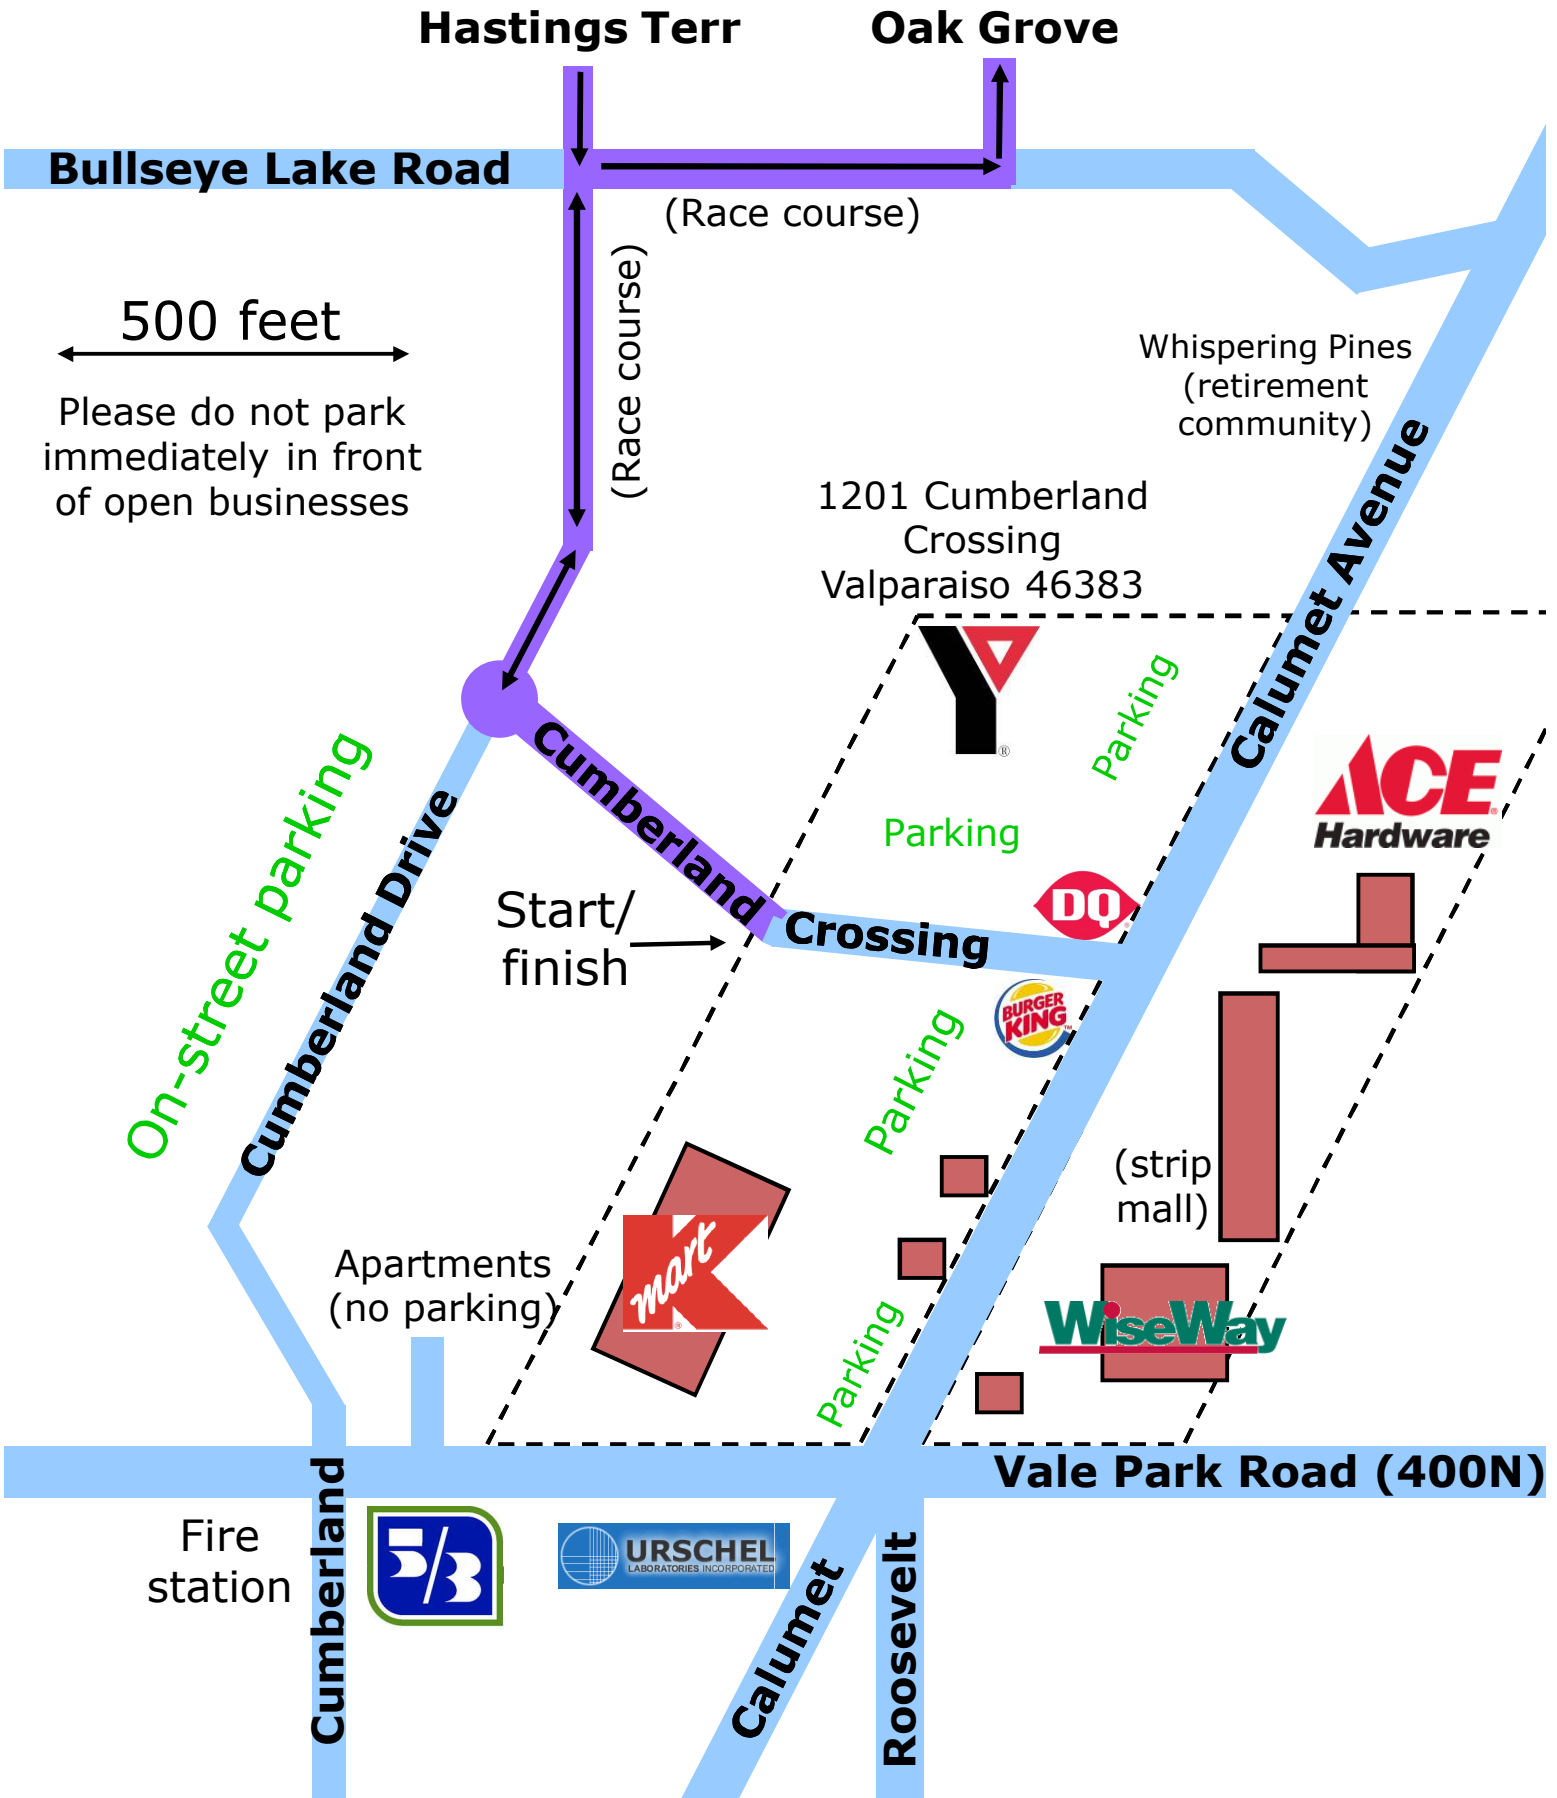 Hastings Terr
Oak Grove
Bullseye Lake Road
(Race course)
(Race course)
500 feet
Please do not park
immediately in front
of open businesses
Whispering Pines
(retirement
community)
1201 Cumberland
Crossing
Valparaiso 46383
Calumet Avenue
Y
®
Parking
Parking
ACE
®
Hardware
On-street parking
Cumberland Drive
Cumberland
Crossing
DQ
®
Start/
finish
BURGER
KING
™
Parking
(strip
mall)
Apartments
(no parking)
Kmart
®
WiseWay
Parking
Vale Park Road (400N)
Fire
station
Cumberland
5/3
URSCHEL
LABORATORIES INCORPORATED
Calumet
Roosevelt